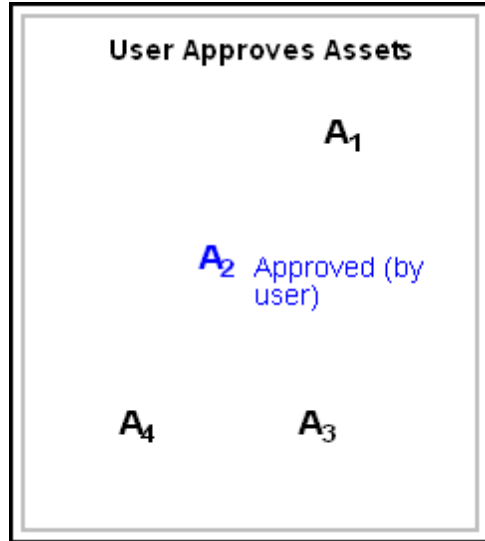 User Approves Assets
A₁
A₂ Approved (by
user)
A₄ A₃